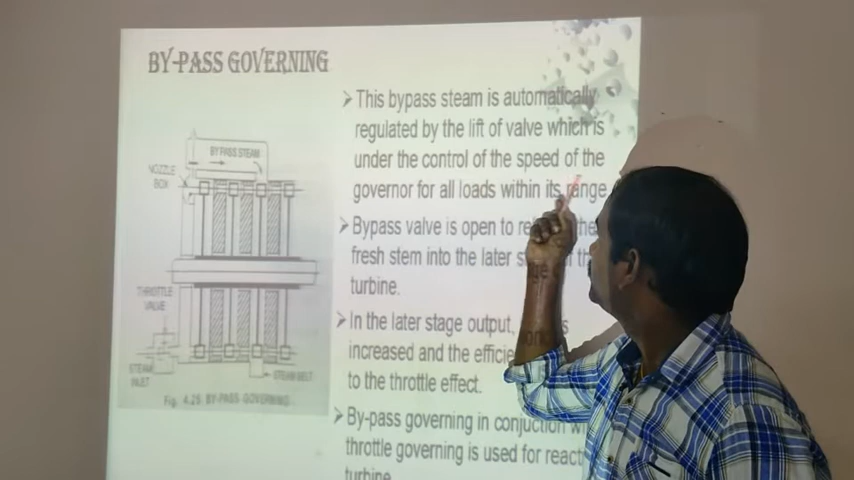 BY-PASS GOVERNING
This bypass steam is automatically
regulated by the lift of valve which is
under the control of the speed of the
governor for all loads within its range
Bypass valve is open to the
fresh stem into the later
turbine.
In the later stage output,
increased and the
to the throttle effect.
By-pass governing in conjuction
throttle governing is used for
turbine
BY PASS STEAM
NOZZLE
BOX
THROTTLE
VALVE
STEAM
INLET
STEAM BELT
Fig. 4.25 BY-PASS GOVERNING